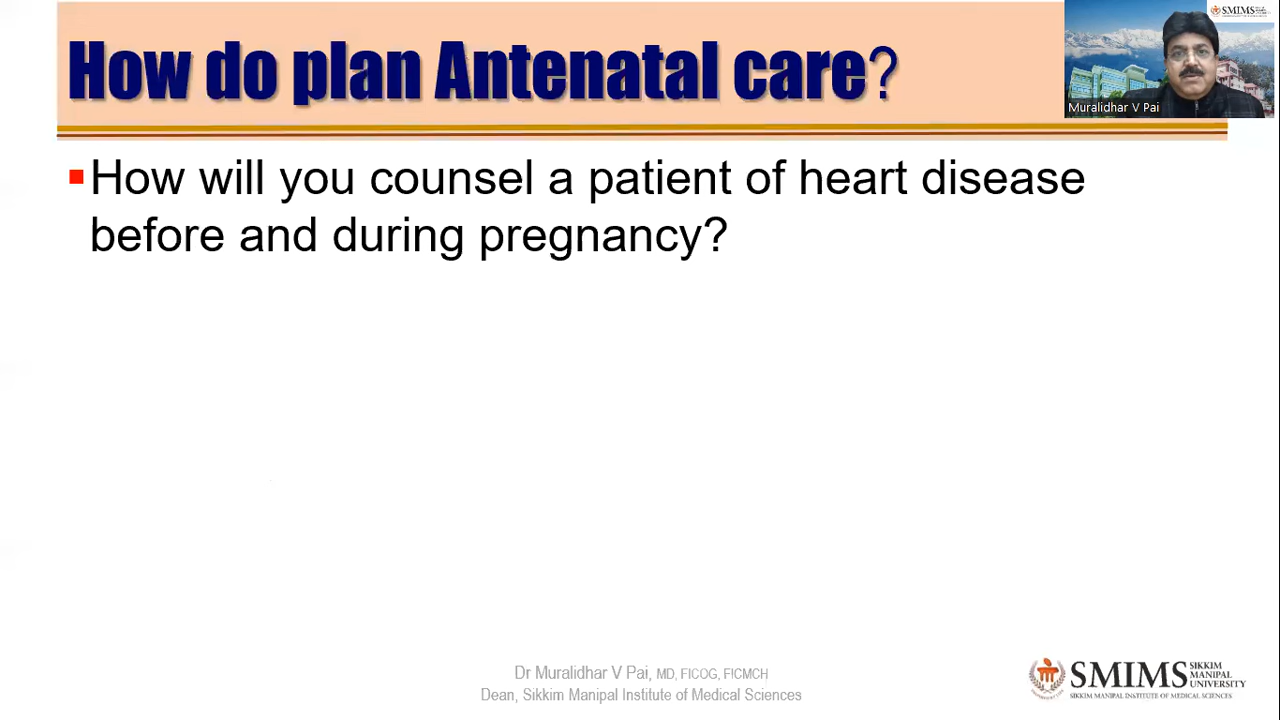 How do plan Antenatal care?
SMIMS
Muralidhar V Pai
How will you counsel a patient of heart disease
before and during pregnancy?
Dr Muralidhar V Pai, MD, FICOG, FICMCH
Dean, Sikkim Manipal Institute of Medical Sciences
SMIMS SIKKIM
MANIPAL
UNIVERSITY
SIKKIM MANIPAL INSTITUTE OF MEDICAL SCIENCES